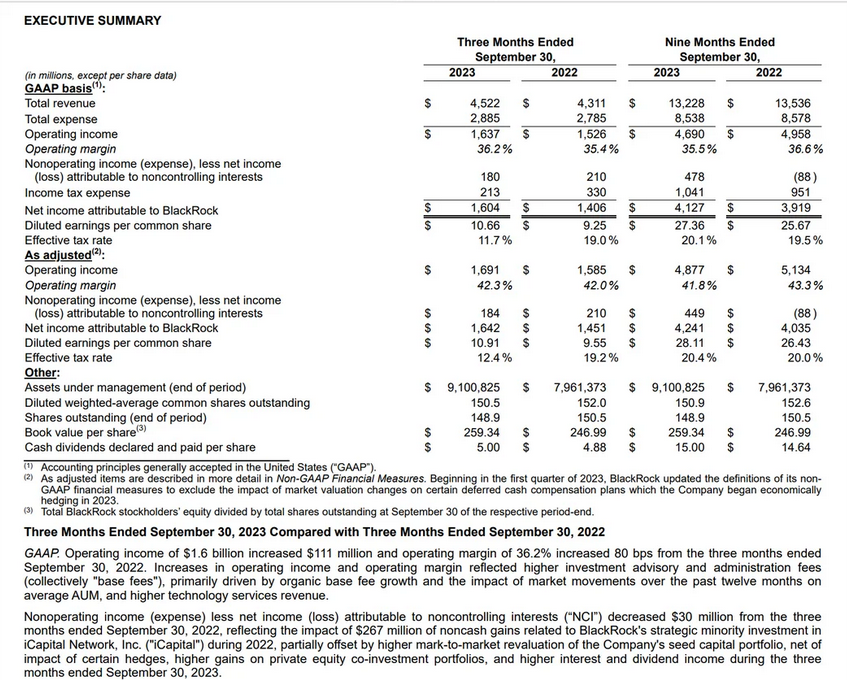 EXECUTIVE SUMMARY
Three Months Ended Nine Months Ended
September 30, September 30,
(in millions, except per share data) 2023 2022 2023 2022
GAAP basis(1):
Total revenue $ 4,522 $ 4,311 $ 13,228 $ 13,536
Total expense 2,885 2,785 8,538 8,578
Operating income $ 1,637 $ 1,526 $ 4,690 $ 4,958
Operating margin 36.2% 35.4% 35.5% 36.6%
Nonoperating income (expense), less net income
(loss) attributable to noncontrolling interests 180 210 478 (88)
Income tax expense 213 330 1,041 951
Net income attributable to BlackRock $ 1,604 $ 1,406 $ 4,127 $ 3,919
Diluted earnings per common share $ 10.66 $ 9.25 $ 27.36 $ 25.67
Effective tax rate 11.7% 19.0% 20.1% 19.5%
As adjusted(2):
Operating income $ 1,691 $ 1,585 $ 4,877 $ 5,134
Operating margin 42.3% 42.0% 41.8% 43.3%
Nonoperating income (expense), less net income
(loss) attributable to noncontrolling interests $ 184 $ 210 $ 449 $ (88)
Net income attributable to BlackRock $ 1,642 $ 1,451 $ 4,241 $ 4,035
Diluted earnings per common share $ 10.91 $ 9.55 $ 28.11 $ 26.43
Effective tax rate 12.4% 19.2% 20.4% 20.0%
Other:
Assets under management (end of period) $ 9,100,825 $ 7,961,373 $ 9,100,825 $ 7,961,373
Diluted weighted-average common shares outstanding 150.5 152.0 150.9 152.6
Shares outstanding (end of period) 148.9 150.5 148.9 150.5
Book value per share(3) $ 259.34 $ 246.99 $ 259.34 $ 246.99
Cash dividends declared and paid per share $ 5.00 $ 4.88 $ 15.00 $ 14.64
(1) Accounting principles generally accepted in the United States (“GAAP”).
(2) As adjusted items are described in more detail in Non-GAAP Financial Measures. Beginning in the first quarter of 2023, BlackRock updated the definitions of its non-
GAAP financial measures to exclude the impact of market valuation changes on certain deferred cash compensation plans which the Company began economically
hedging in 2023.
(3) Total BlackRock stockholders' equity divided by total shares outstanding at September 30 of the respective period-end.
Three Months Ended September 30, 2023 Compared with Three Months Ended September 30, 2022
GAAP. Operating income of $1.6 billion increased $111 million and operating margin of 36.2% increased 80 bps from the three months ended
September 30, 2022. Increases in operating income and operating margin reflected higher investment advisory and administration fees
(collectively "base fees"), primarily driven by organic base fee growth and the impact of market movements over the past twelve months on
average AUM, and higher technology services revenue.
Nonoperating income (expense) less net income (loss) attributable to noncontrolling interests (“NCI”) decreased $30 million from the three
months ended September 30, 2022, reflecting the impact of $267 million of noncash gains related to BlackRock's strategic minority investment in
iCapital Network, Inc. ("iCapital") during 2022, partially offset by higher mark-to-market revaluation of the Company's seed capital portfolio, net of
impact of certain hedges, higher gains on private equity co-investment portfolios, and higher interest and dividend income during the three
months ended September 30, 2023.